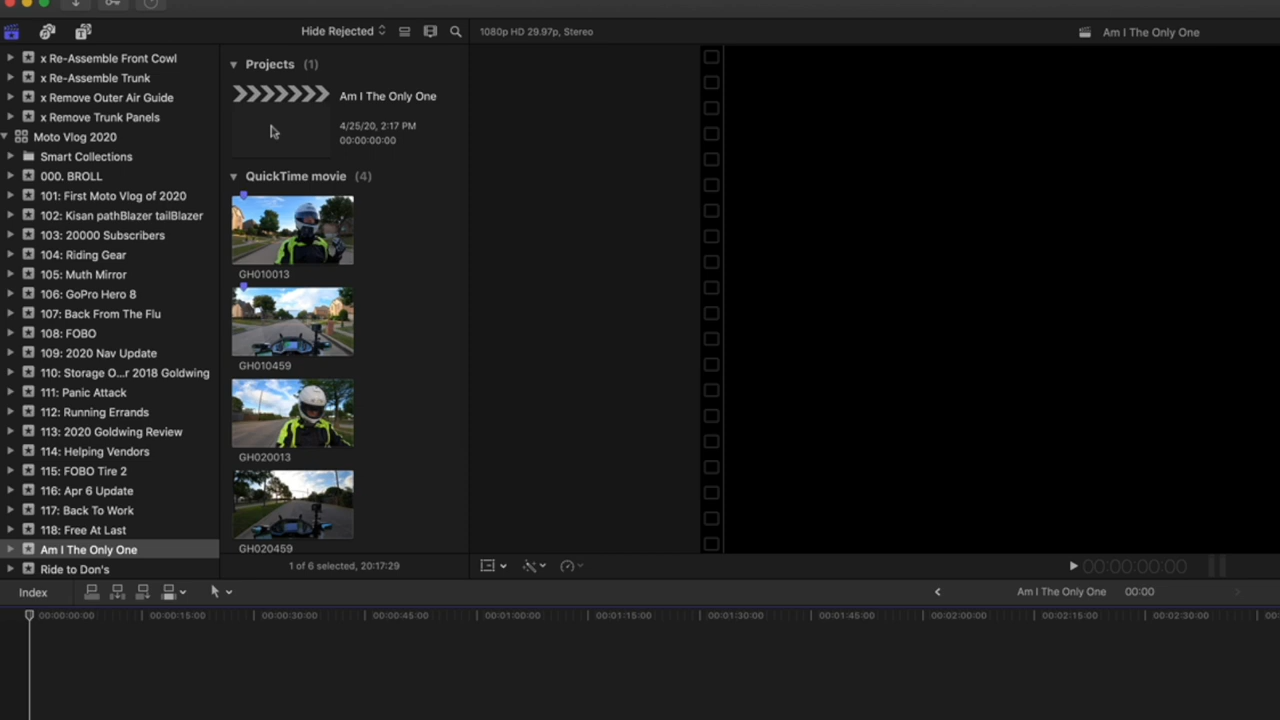 Hide Rejected
1080p HD 29.97p, Stereo
Am I The Only One
x Re-Assemble Front Cowl
x Re-Assemble Trunk
x Remove Outer Air Guide
x Remove Trunk Panels
Moto Vlog 2020
Smart Collections
000. BROLL
101: First Moto Vlog of 2020
102: Kisan pathBlazer tailBlazer
103: 20000 Subscribers
104: Riding Gear
105: Muth Mirror
106: GoPro Hero 8
107: Back From The Flu
108: FOBO
109: 2020 Nav Update
110: Storage O...r 2018 Goldwing
111: Panic Attack
112: Running Errands
113: 2020 Goldwing Review
114: Helping Vendors
115: FOBO Tire 2
116: Apr 6 Update
117: Back To Work
118: Free At Last
Am I The Only One
Ride to Don's
Projects (1)
Am I The Only One
4/25/20, 2:17 PM
00:00:00:00
QuickTime movie (4)
GH010013
GH010459
GH020013
GH020459
1 of 6 selected, 20:17:29
00:00:00:00
Index
Am I The Only One 00:00
00:00:00:00 00:00:15:00 00:00:30:00 00:00:45:00 00:01:00:00 00:01:15:00 00:01:30:00 00:01:45:00 00:02:00:00 00:02:15:00 00:02:30:00